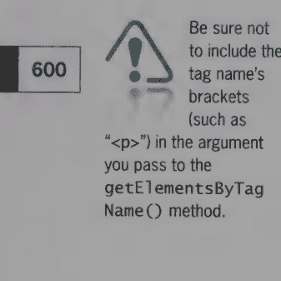 Be sure not
to include the
600
tag name's
brackets
(such as
"<p>") in the argument
you pass to the
getElementsByTag
Name() method.